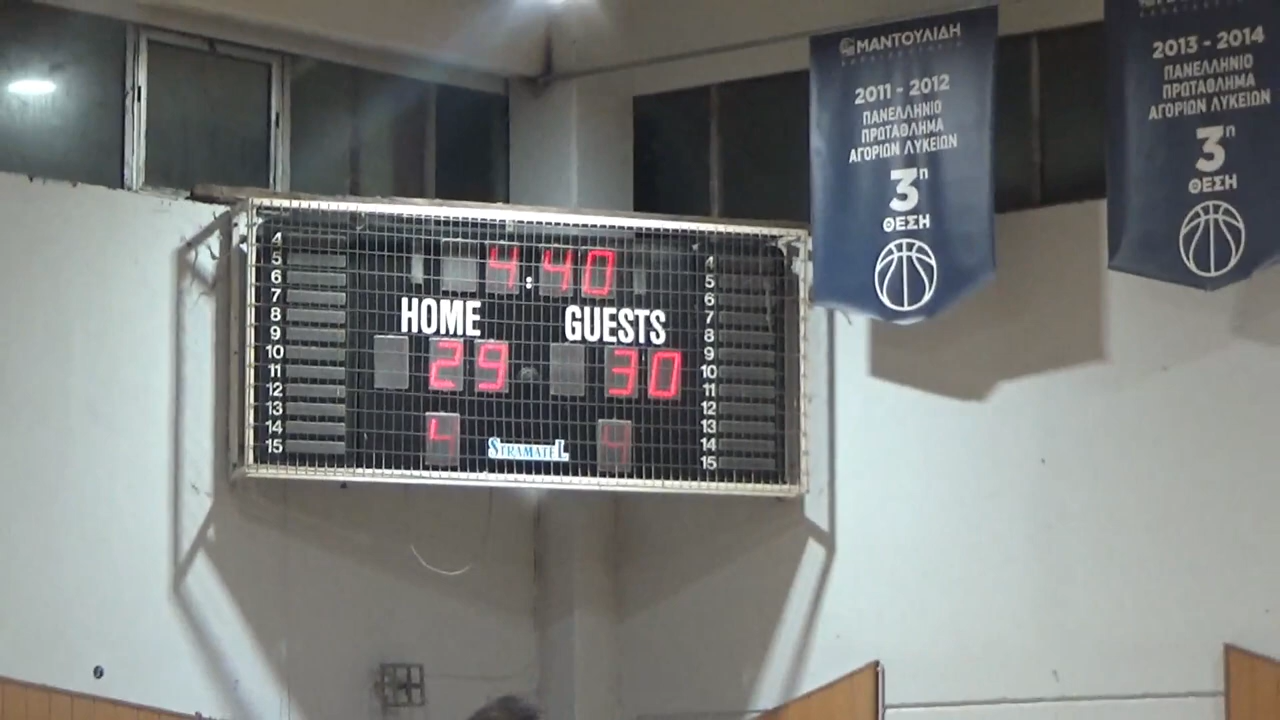 4:40
HOME GUESTS
29 30
4 4
STRAMATEL
4
5
6
7
8
9
10
11
12
13
14
15
4
5
6
7
8
9
10
11
12
13
14
15
ΜΑΝΤΟΥΛΙΔΗ
2011 - 2012
ΠΑΝΕΛΛΗΝΙΟ
ΠΡΩΤΑΘΛΗΜΑ
ΑΓΟΡΙΩΝ ΛΥΚΕΙΩΝ
3η
ΘΕΣΗ
2013 - 2014
ΠΑΝΕΛΛΗΝΙΟ
ΠΡΩΤΑΘΛΗΜΑ
ΑΓΟΡΙΩΝ ΛΥΚΕΙΩΝ
3η
ΘΕΣΗ